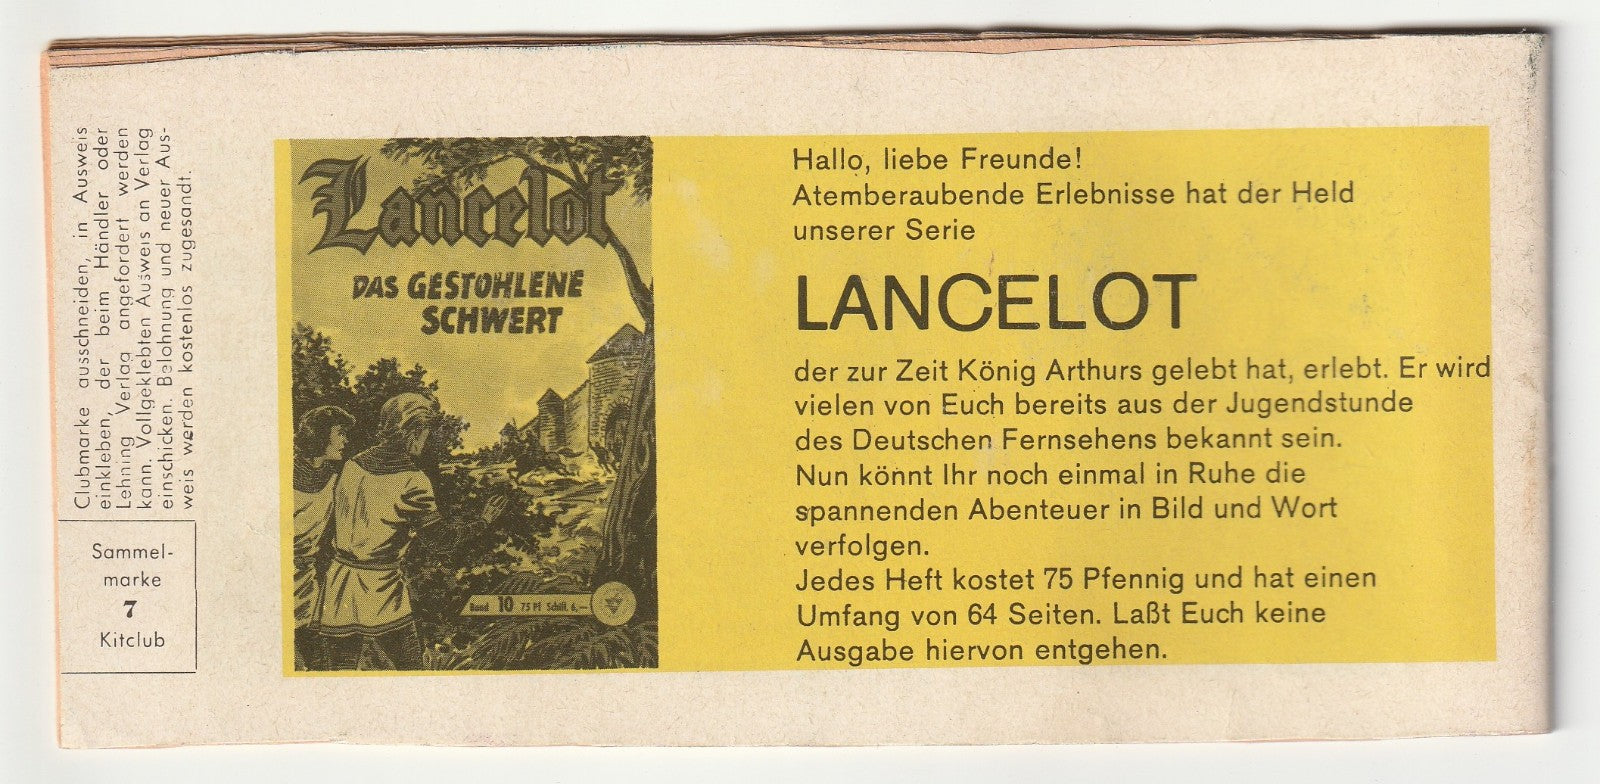 Clubmarke ausschneiden, in Ausweis
einkleben, der beim Händler oder
Lehning Verlag angefordert werden
kann. Vollgeklebten Ausweis an Verlag
einschicken. Belohnung und neuer Aus-
weis werden kostenlos zugesandt.
Sammel-
marke
7
Kitclub
Lancelot
DAS GESTOHLENE
SCHWERT
Band 10 75 Pf Schill. 6,—
Hallo, liebe Freunde!
Atemberaubende Erlebnisse hat der Held
unserer Serie
LANCELOT
der zur Zeit König Arthurs gelebt hat, erlebt. Er wird
vielen von Euch bereits aus der Jugendstunde
des Deutschen Fernsehens bekannt sein.
Nun könnt Ihr noch einmal in Ruhe die
spannenden Abenteuer in Bild und Wort
verfolgen.
Jedes Heft kostet 75 Pfennig und hat einen
Umfang von 64 Seiten. Laßt Euch keine
Ausgabe hiervon entgehen.